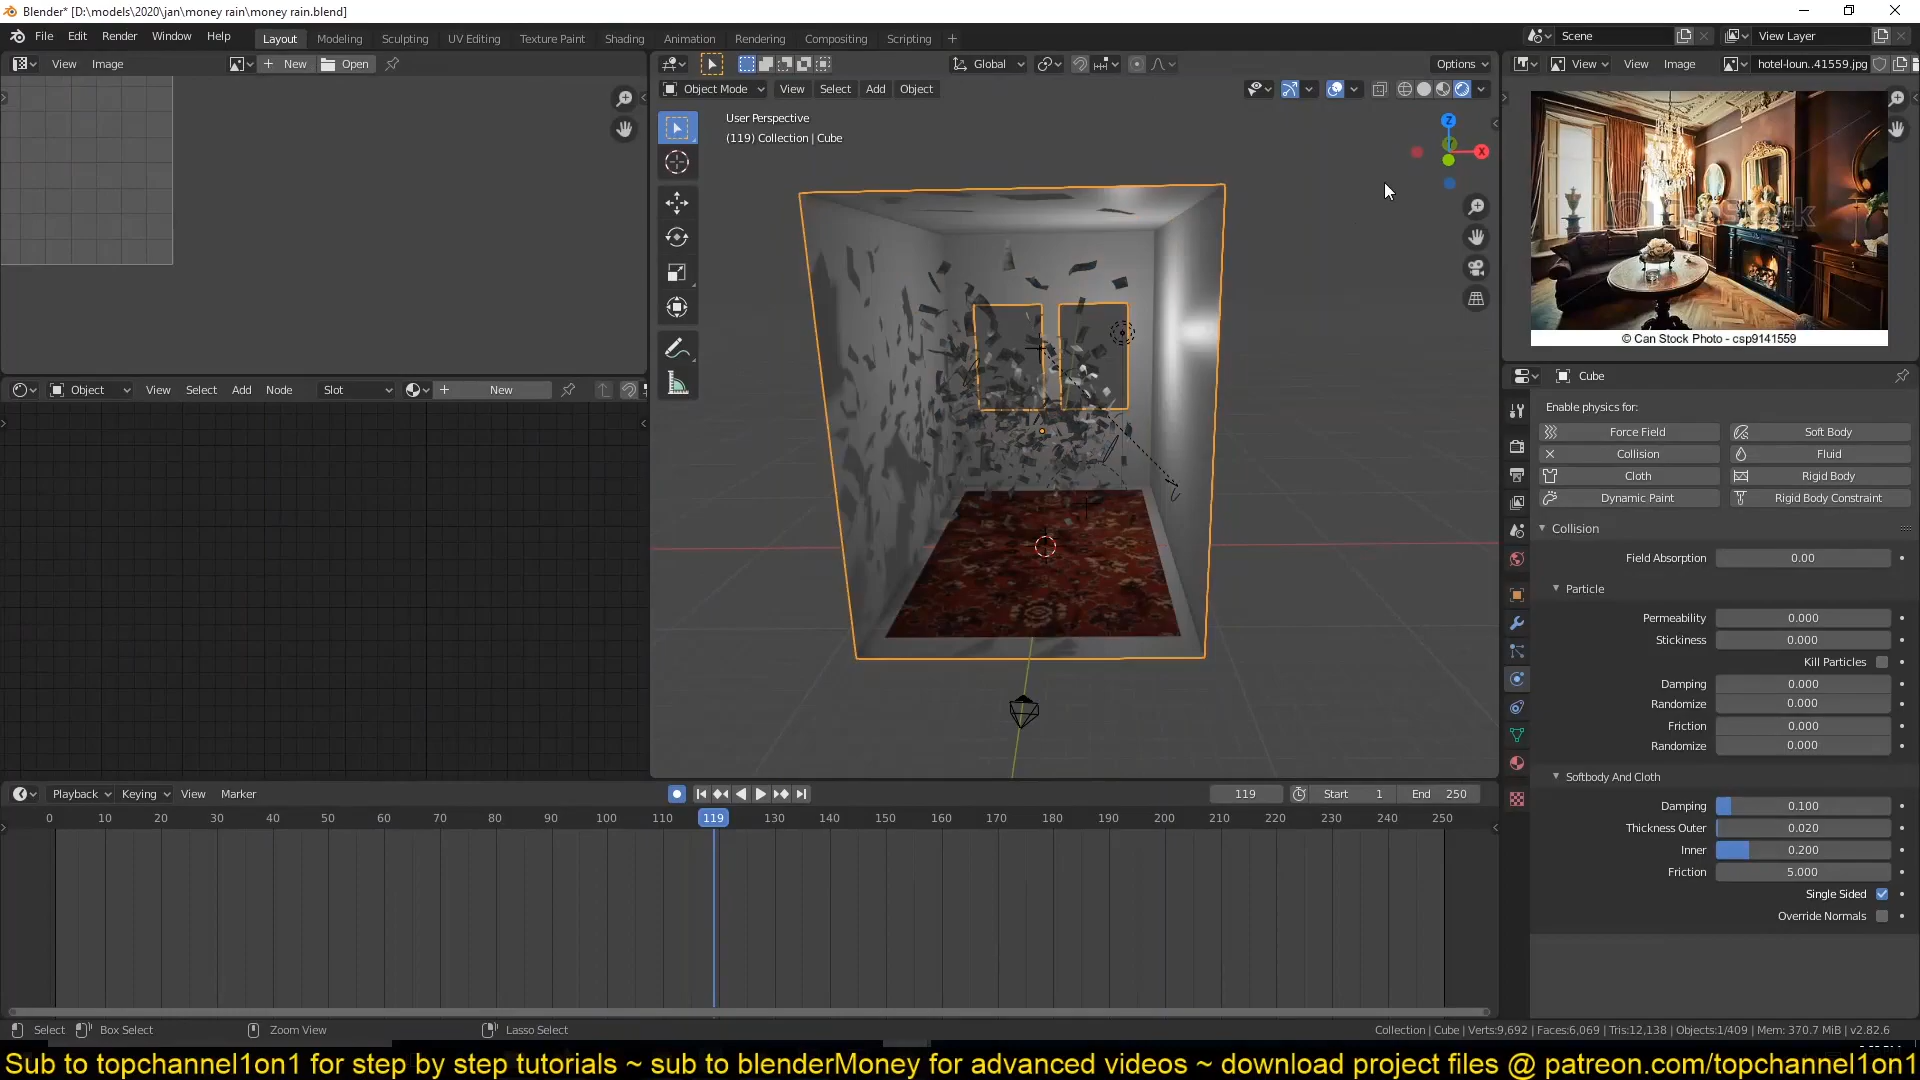 Blender* [D:\models\2020\jan\money rain\money rain.blend]
File Edit Render Window Help
Layout Modeling Sculpting UV Editing Texture Paint Shading Animation Rendering Compositing Scripting +
Scene
View Layer
View Image
New Open
Global
Options
View View Image
hotel-loun..41559.jpg
Object Mode View Select Add Object
User Perspective
(119) Collection | Cube
Z
X
© Can Stock Photo - csp9141559
Cube
Enable physics for:
Force Field Soft Body
Collision Fluid
Cloth Rigid Body
Dynamic Paint Rigid Body Constraint
Collision
Field Absorption 0.00
Particle
Permeability 0.000
Stickiness 0.000
Kill Particles
Damping 0.000
Randomize 0.000
Friction 0.000
Randomize 0.000
Softbody And Cloth
Damping 0.100
Thickness Outer 0.020
Inner 0.200
Friction 5.000
Single Sided
Override Normals
Object View Select Add Node Slot New
Playback Keying View Marker
119 Start 1 End 250
0 10 20 30 40 50 60 70 80 90 100 110 119 130 140 150 160 170 180 190 200 210 220 230 240 250
Select Box Select Zoom View Lasso Select
Collection | Cube | Verts:9,692 | Faces:6,069 | Tris:12,138 | Objects:1/409 | Mem: 370.7 MiB | v2.82.6
Sub to topchannel1on1 for step by step tutorials ~ sub to blenderMoney for advanced videos ~ download project files @ patreon.com/topchannel1on1